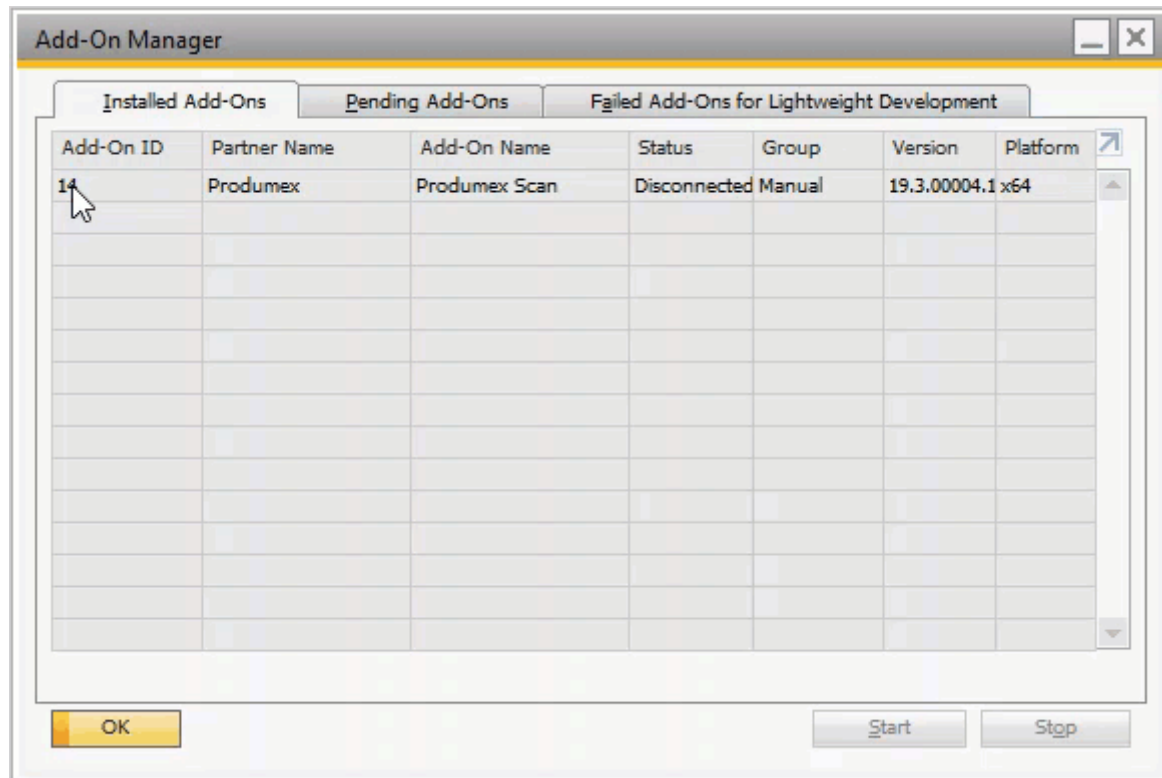 Add-On Manager
Installed Add-Ons Pending Add-Ons Failed Add-Ons for Lightweight Development
Add-On ID Partner Name Add-On Name Status Group Version Platform
14 Produmex Produmex Scan Disconnected Manual 19.3.00004.1 x64
OK Start Stop